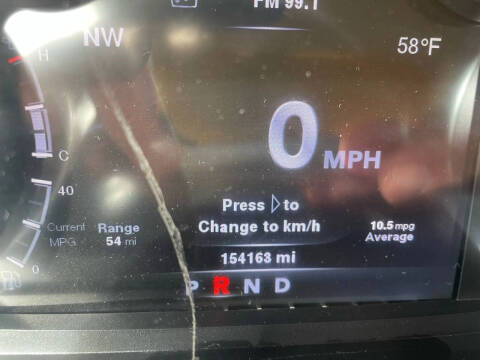 FM 99.1
NW
58°F
H
0 MPH
C
40
Press ▷ to
Change to km/h
Current
MPG
Range
54 mi
10.5 mpg
Average
154163 mi
0
P R N D